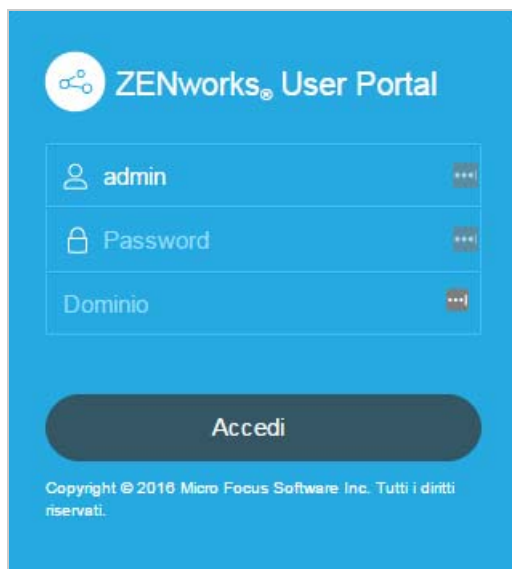 ZENworks® User Portal
admin
Password
Dominio
Accedi
Copyright © 2016 Micro Focus Software Inc. Tutti i diritti
riservati.